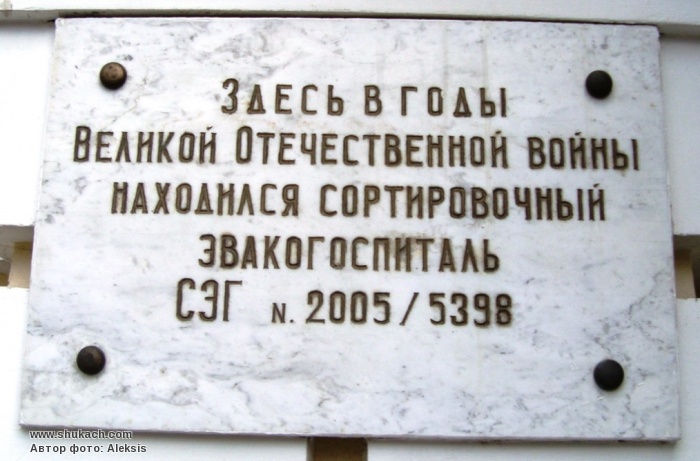 Здесь в годы
Великой Отечественной войны
находился сортировочный
эвакогоспиталь
СЭГ N. 2005/5398
www.shukach.com
Автор фото: Aleksis